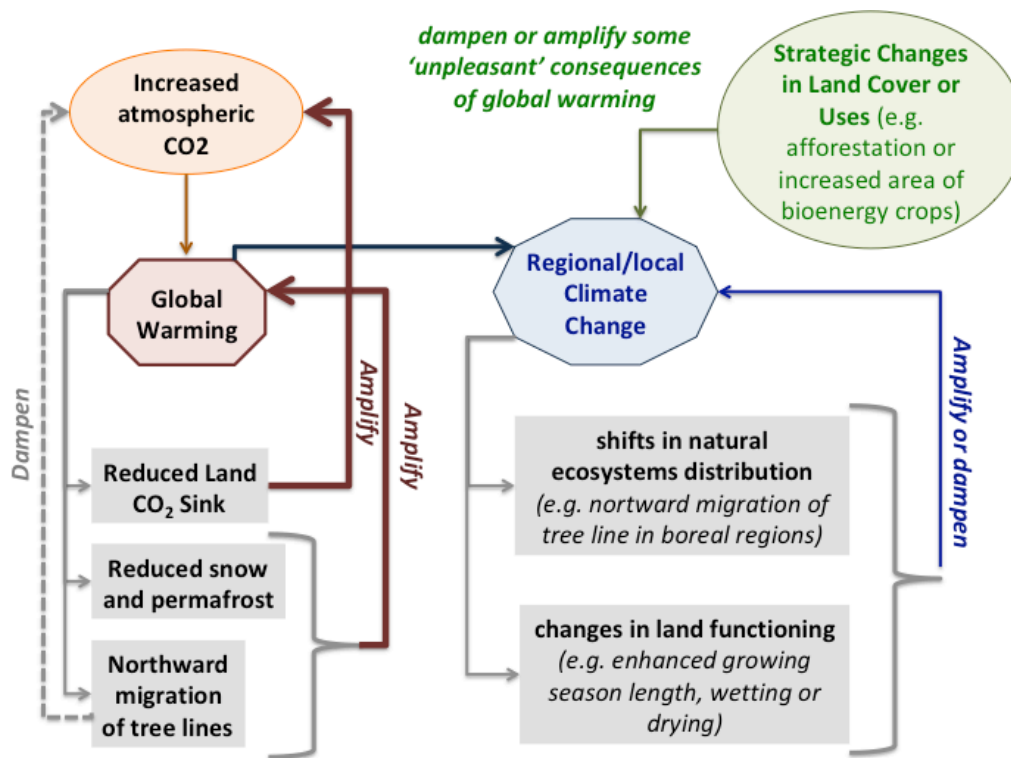 Increased
atmospheric
CO2
dampen or amplify some
‘unpleasant’ consequences
of global warming
Strategic Changes
in Land Cover or
Uses (e.g.
afforestation or
increased area of
bioenergy crops)
Global
Warming
Regional/local
Climate
Change
Dampen
Amplify
Amplify
Amplify or dampen
Reduced Land
CO₂ Sink
Reduced snow
and permafrost
Northward
migration
of tree lines
shifts in natural
ecosystems distribution
(e.g. nortward migration of
tree line in boreal regions)
changes in land functioning
(e.g. enhanced growing
season length, wetting or
drying)